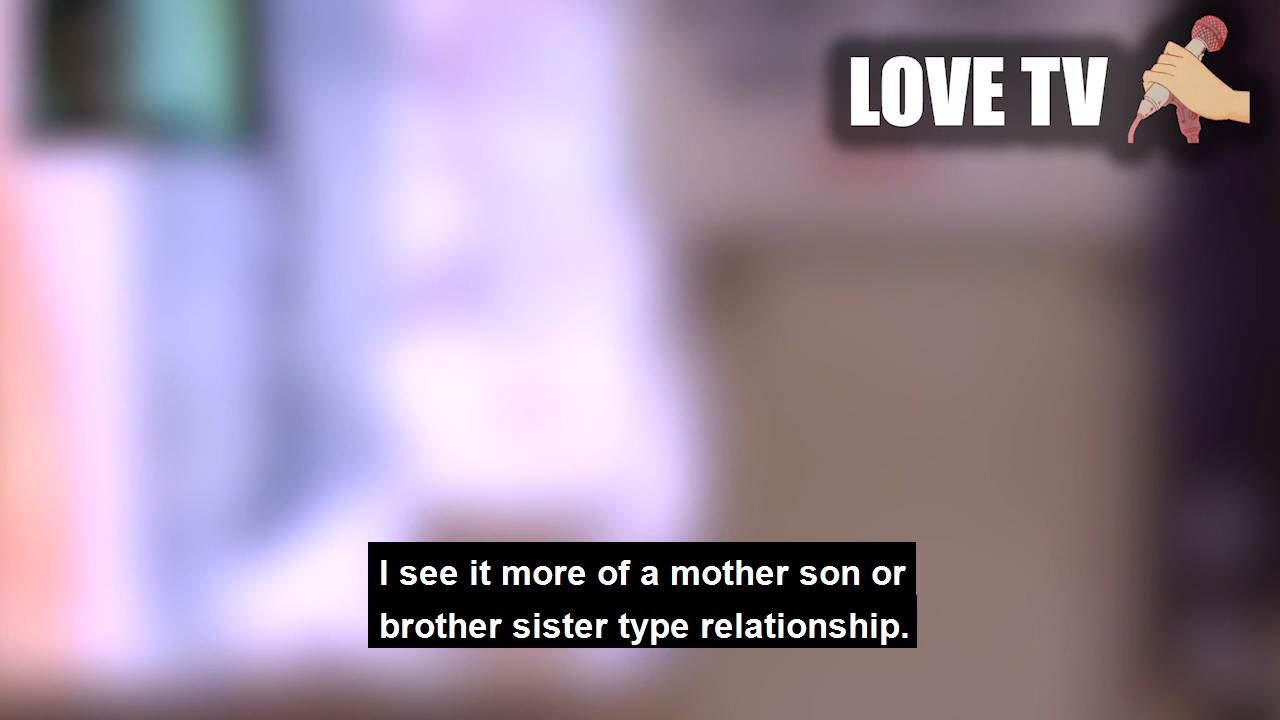 LOVE TV
I see it more of a mother son or
brother sister type relationship.